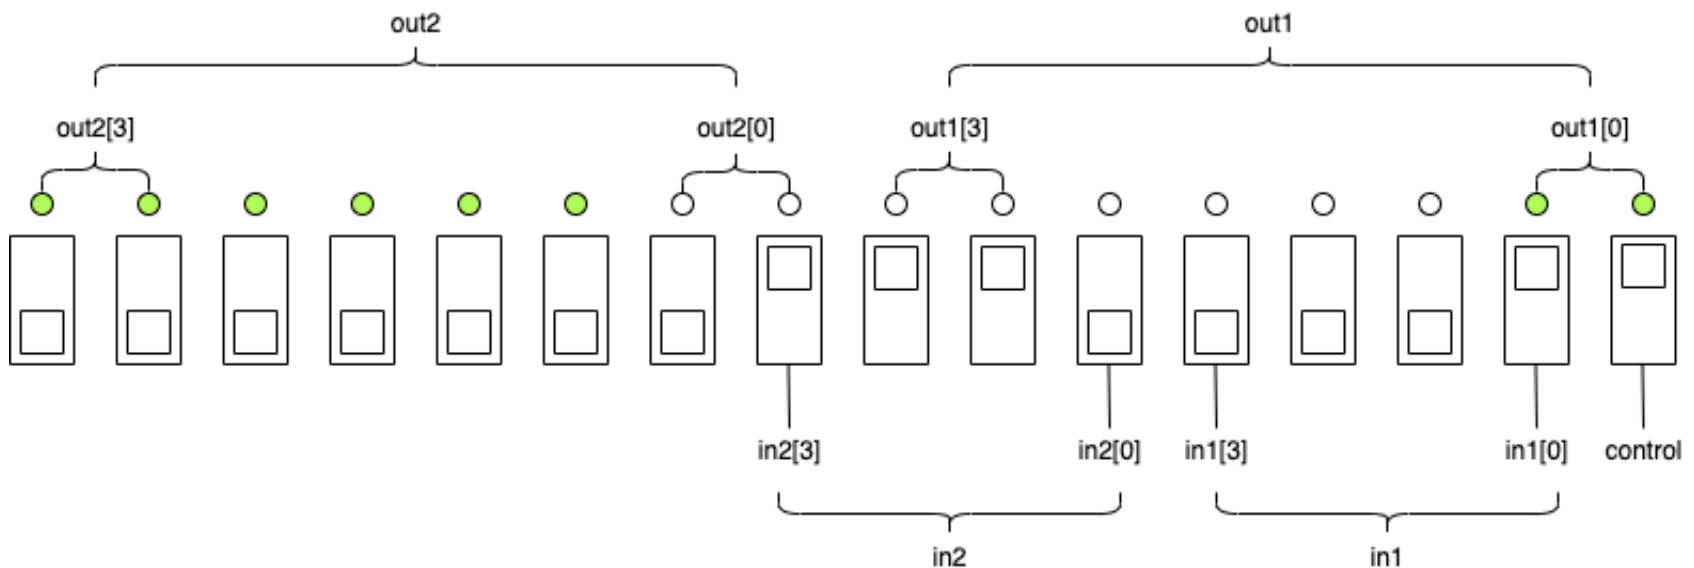 out2
out1
out2[3]
out2[0]
out1[3]
out1[0]
in2[3]
in2[0]
in1[3]
in1[0]
control
in2
in1